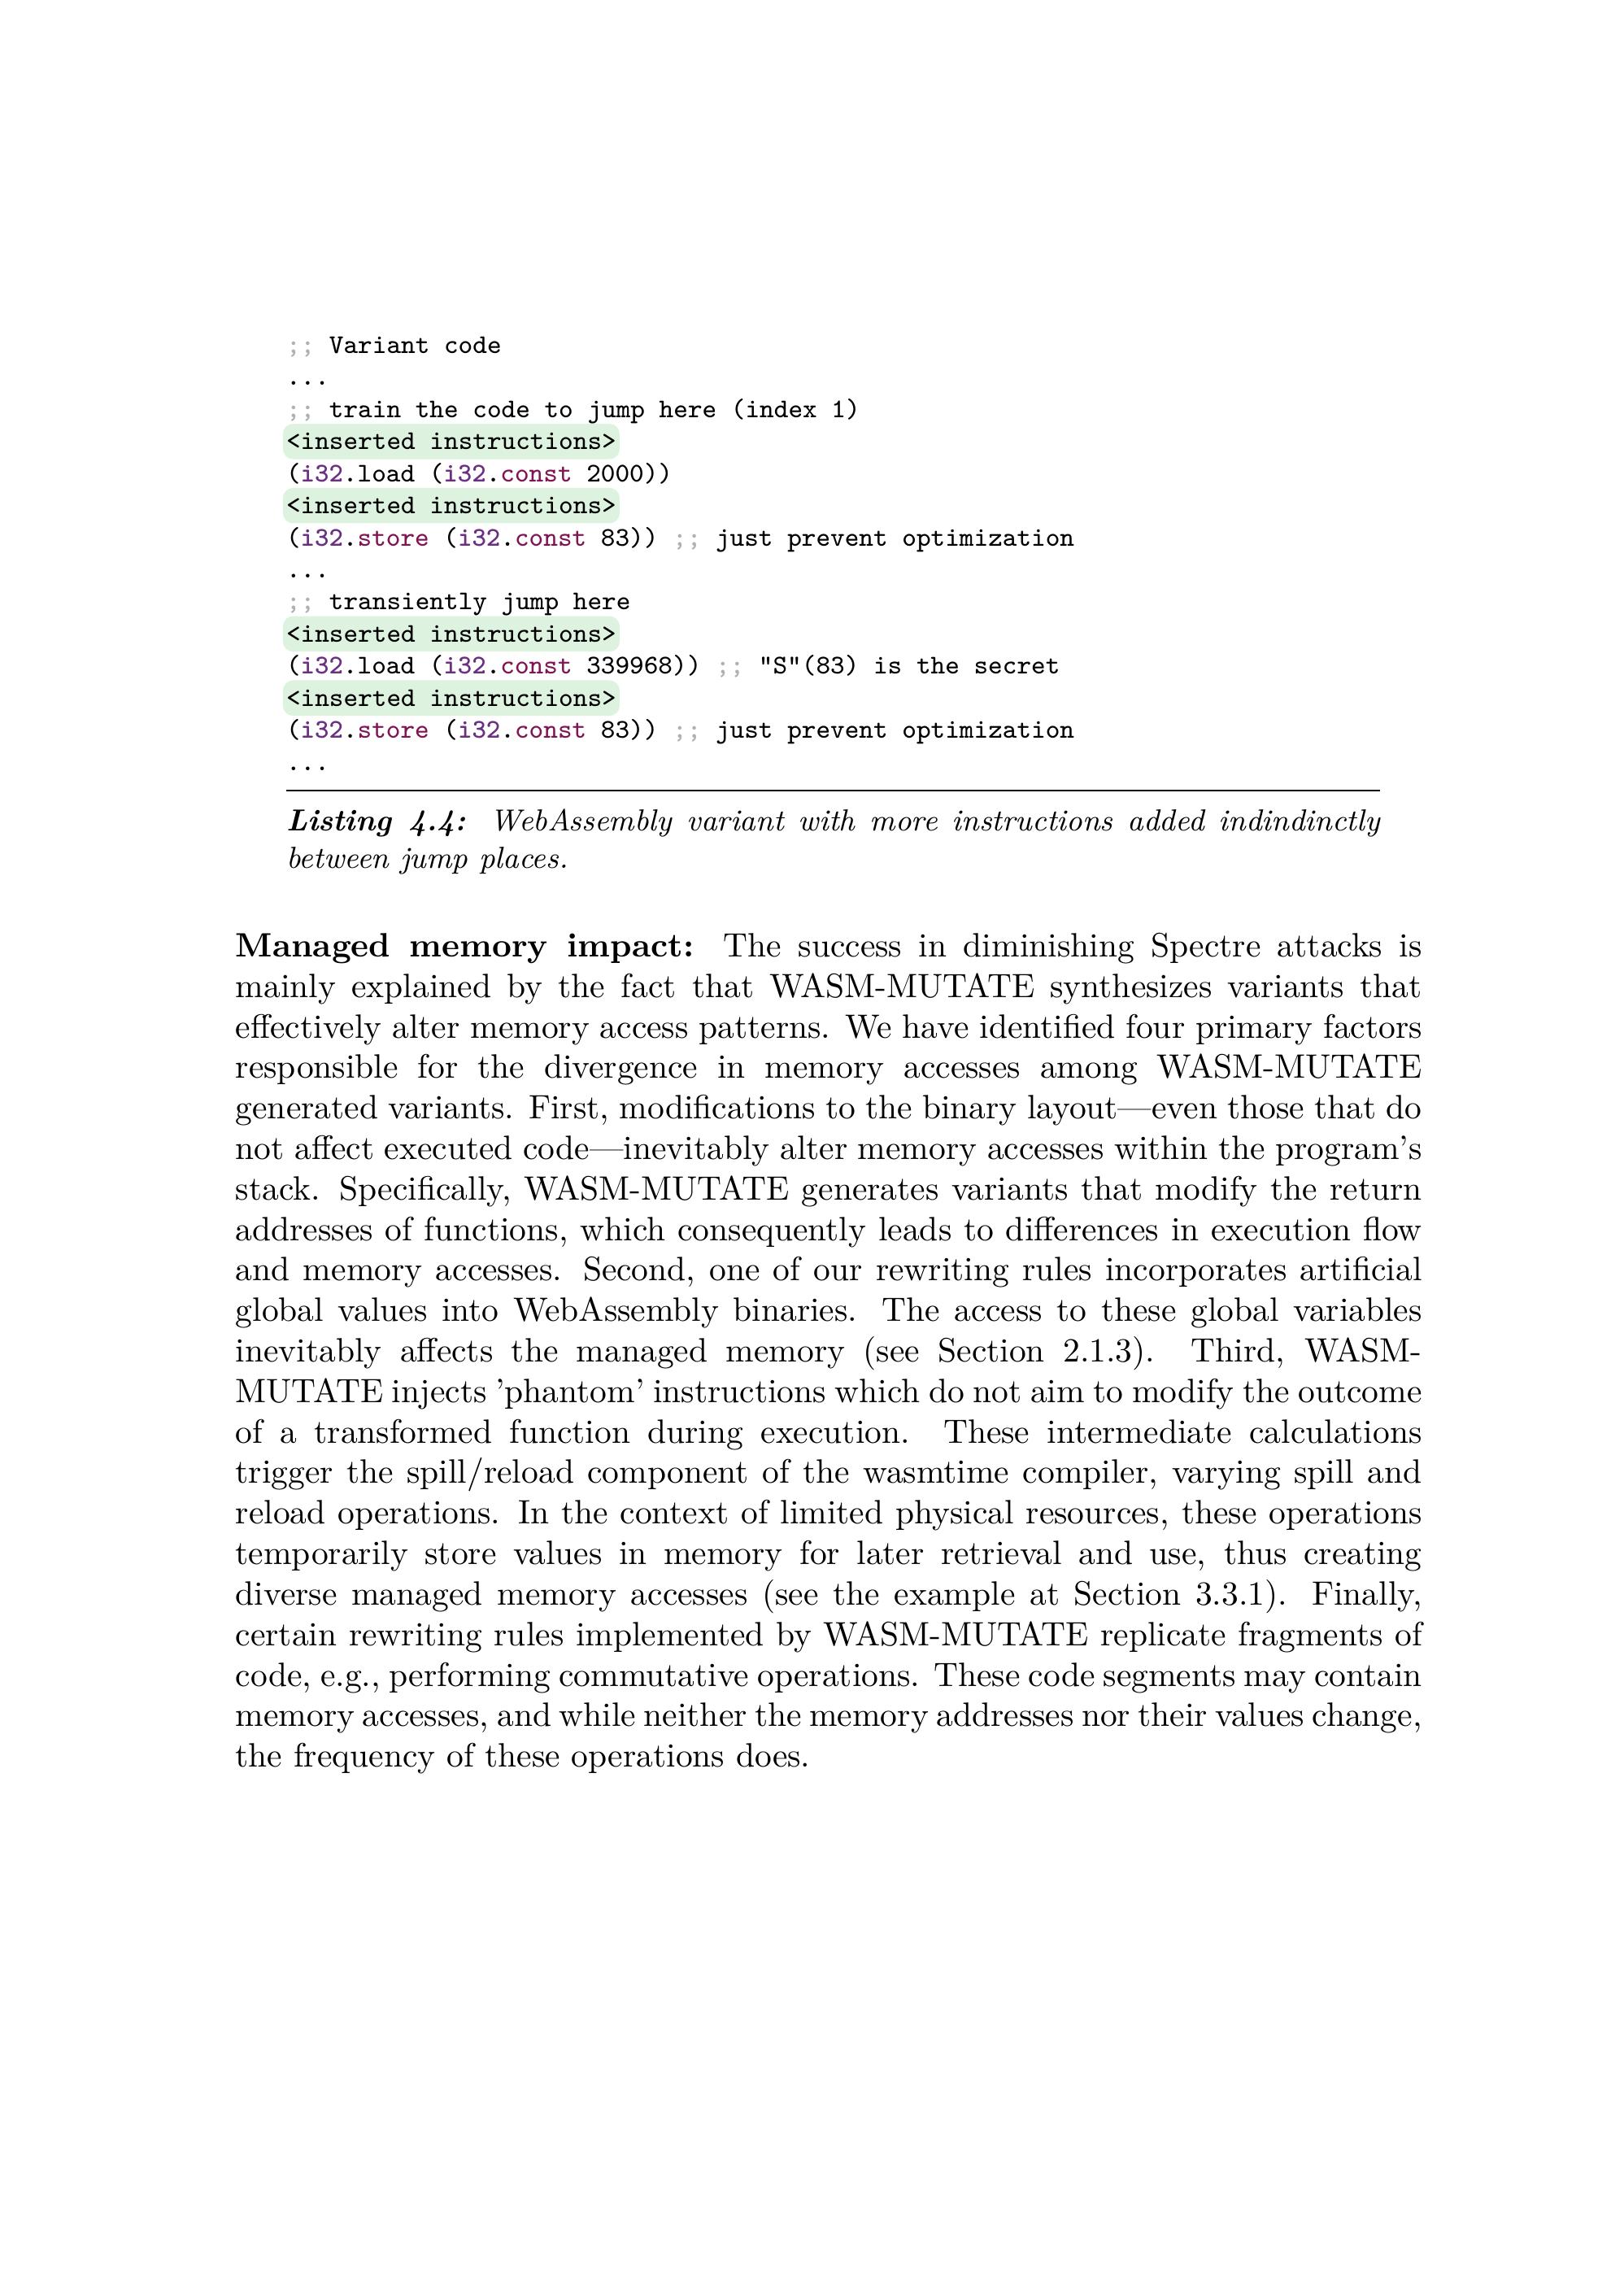 ;; Variant code
...
;; train the code to jump here (index 1)
<inserted instructions>
(i32.load (i32.const 2000))
<inserted instructions>
(i32.store (i32.const 83)) ;; just prevent optimization
...
;; transiently jump here
<inserted instructions>
(i32.load (i32.const 339968)) ;; "S"(83) is the secret
<inserted instructions>
(i32.store (i32.const 83)) ;; just prevent optimization
...
Listing 4.4: WebAssembly variant with more instructions added indindinctly
between jump places.
Managed memory impact: The success in diminishing Spectre attacks is
mainly explained by the fact that WASM-MUTATE synthesizes variants that
effectively alter memory access patterns. We have identified four primary factors
responsible for the divergence in memory accesses among WASM-MUTATE
generated variants. First, modifications to the binary layout—even those that do
not affect executed code—inevitably alter memory accesses within the program's
stack. Specifically, WASM-MUTATE generates variants that modify the return
addresses of functions, which consequently leads to differences in execution flow
and memory accesses. Second, one of our rewriting rules incorporates artificial
global values into WebAssembly binaries. The access to these global variables
inevitably affects the managed memory (see Section 2.1.3). Third, WASM-
MUTATE injects 'phantom' instructions which do not aim to modify the outcome
of a transformed function during execution. These intermediate calculations
trigger the spill/reload component of the wasmtime compiler, varying spill and
reload operations. In the context of limited physical resources, these operations
temporarily store values in memory for later retrieval and use, thus creating
diverse managed memory accesses (see the example at Section 3.3.1). Finally,
certain rewriting rules implemented by WASM-MUTATE replicate fragments of
code, e.g., performing commutative operations. These code segments may contain
memory accesses, and while neither the memory addresses nor their values change,
the frequency of these operations does.